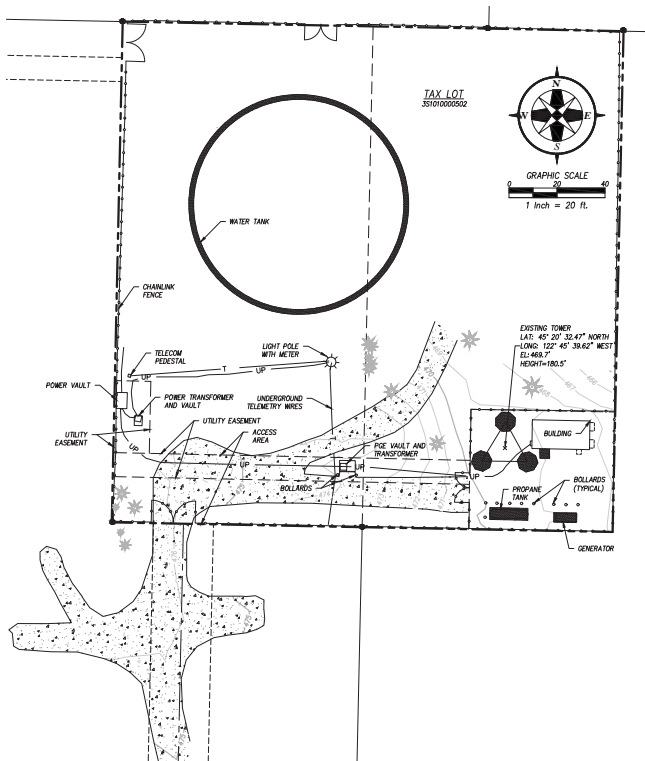 TAX LOT
3S1010000502
N
W
E
S
GRAPHIC SCALE
0 20 40
1 Inch = 20 ft.
WATER TANK
CHAINLINK
FENCE
EXISTING TOWER
LAT: 45° 20' 32.47" NORTH
LONG: 122° 45' 39.62" WEST
EL:469.7'
HEIGHT=180.5'
TELECOM
PEDESTAL
LIGHT POLE
WITH METER
T
UP
UP
466
467
POWER VAULT
POWER TRANSFORMER
AND VAULT
UNDERGROUND
TELEMETRY WIRES
UTILITY EASEMENT
ACCESS
AREA
UTILITY
EASEMENT
UP
BUILDING
PGE VAULT AND
TRANSFORMER
UP
UP
UP
BOLLARDS
PROPANE
TANK
BOLLARDS
(TYPICAL)
GENERATOR